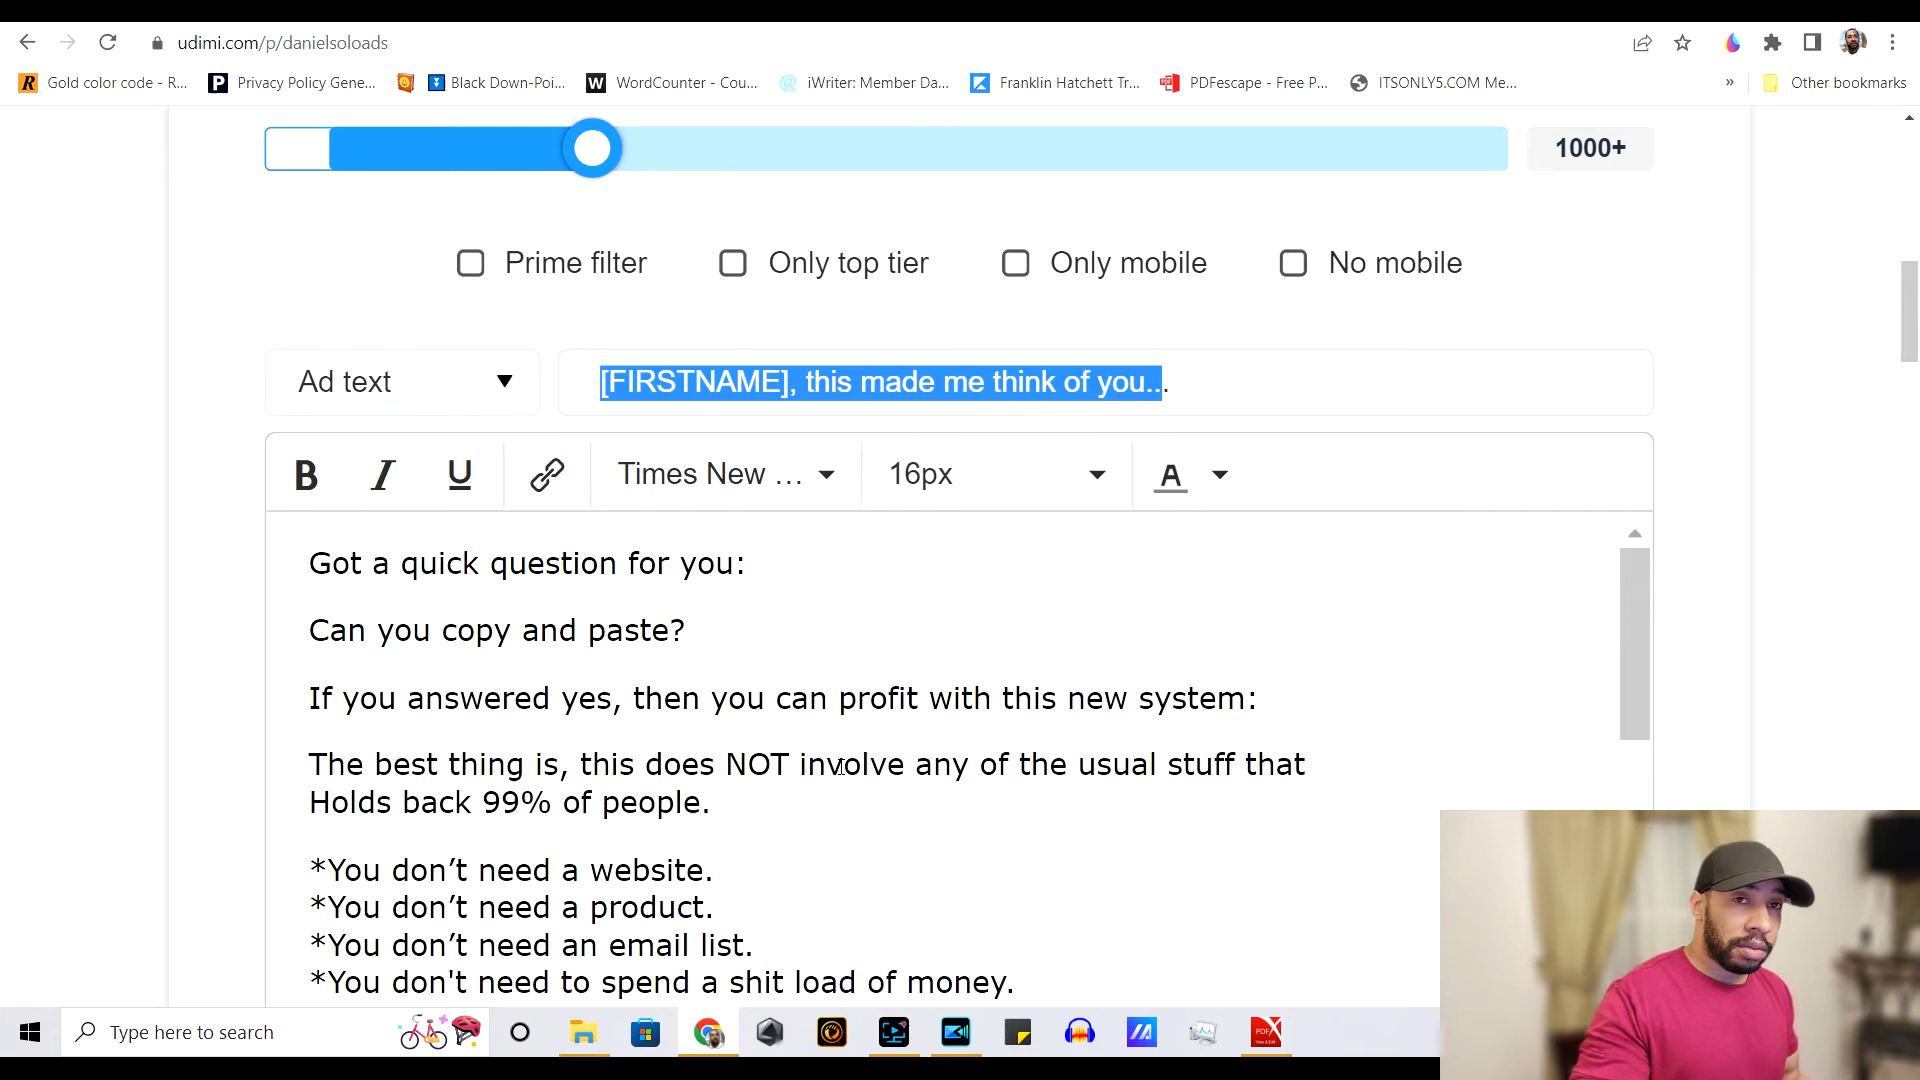 udimi.com/p/danielsoloads
Gold color code - R...
Privacy Policy Gene...
Black Down-Poi...
W
WordCounter - Cou...
iWriter: Member Da...
Franklin Hatchett Tr...
PDFescape - Free P...
ITSONLY5.COM Me...
»
Other bookmarks
1000+
Prime filter
Only top tier
Only mobile
No mobile
Ad text
[FIRSTNAME], this made me think of you...
B I U
Times New ...
16px
A
Got a quick question for you:
Can you copy and paste?
If you answered yes, then you can profit with this new system:
The best thing is, this does NOT involve any of the usual stuff that
Holds back 99% of people.
*You don’t need a website.
*You don’t need a product.
*You don’t need an email list.
*You don't need to spend a shit load of money.
Type here to search